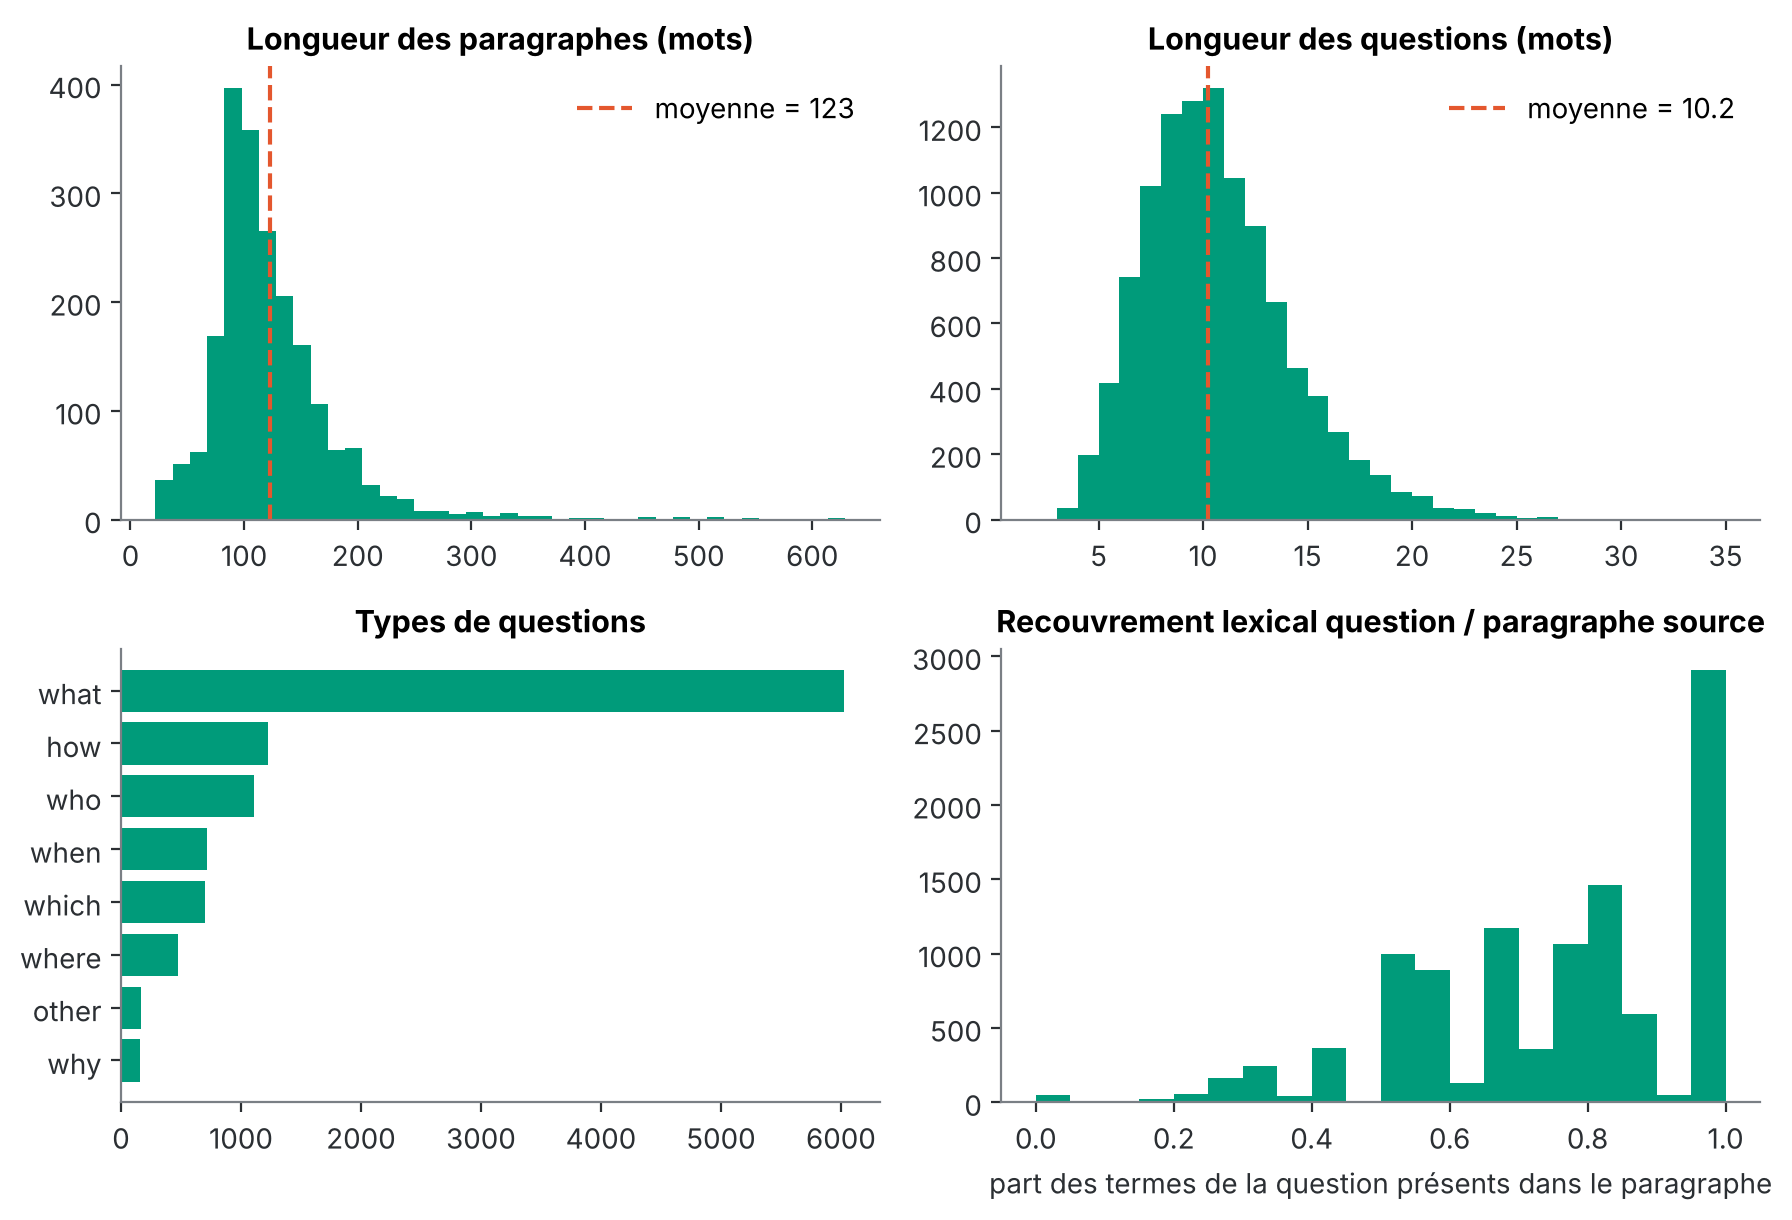 Longueur des paragraphes (mots)
400
300
200
100
0
moyenne = 123
0 100 200 300 400 500 600
Longueur des questions (mots)
1200
1000
800
600
400
200
0
moyenne = 10.2
5 10 15 20 25 30 35
Types de questions
what
how
who
when
which
where
other
why
0 1000 2000 3000 4000 5000 6000
Recouvrement lexical question / paragraphe source
3000
2500
2000
1500
1000
500
0
0.0 0.2 0.4 0.6 0.8 1.0
part des termes de la question présents dans le paragraphe